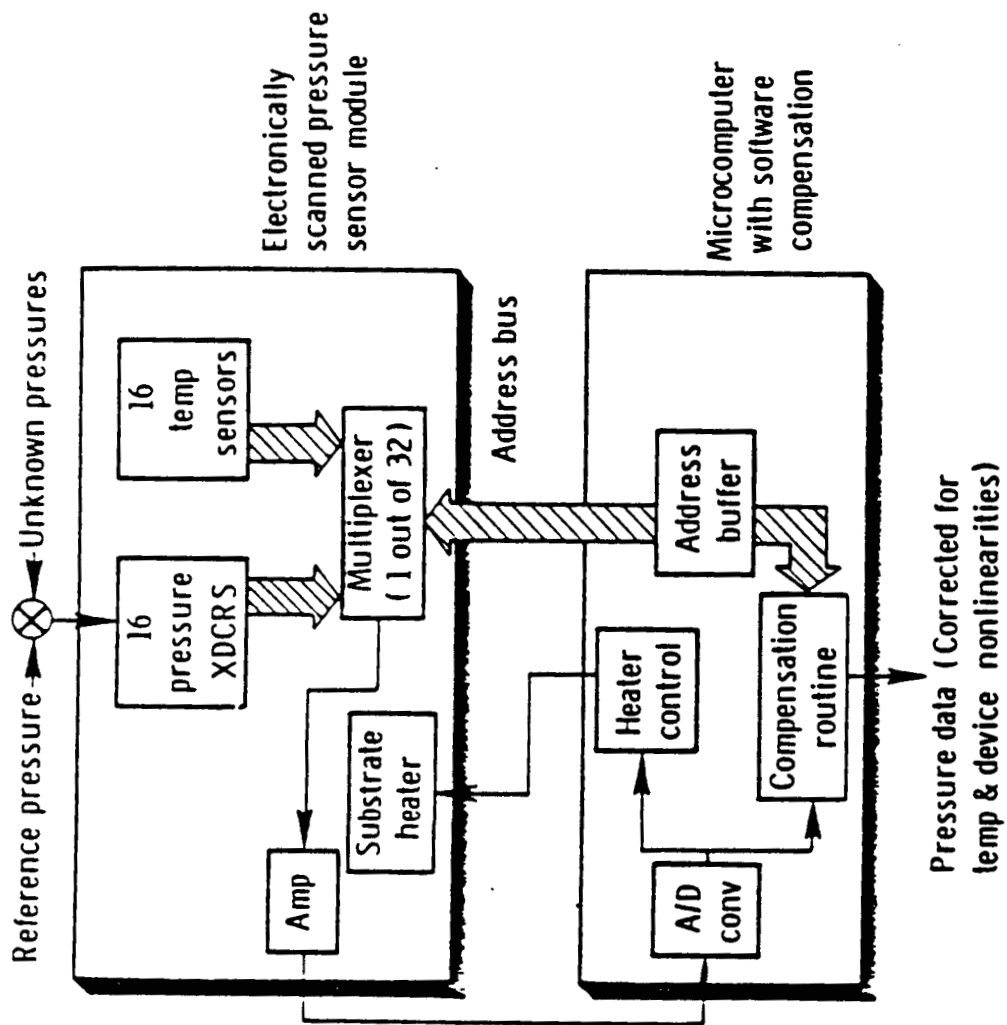 Reference pressure
Unknown pressures
16
pressure
XDCRS
16
temp
sensors
Electronically
scanned pressure
sensor module
Multiplexer
(1 out of 32)
Amp
Substrate
heater
Address bus
Microcomputer
with software
compensation
A/D
conv
Heater
control
Address
buffer
Compensation
routine
Pressure data (Corrected for
temp & device nonlinearities)